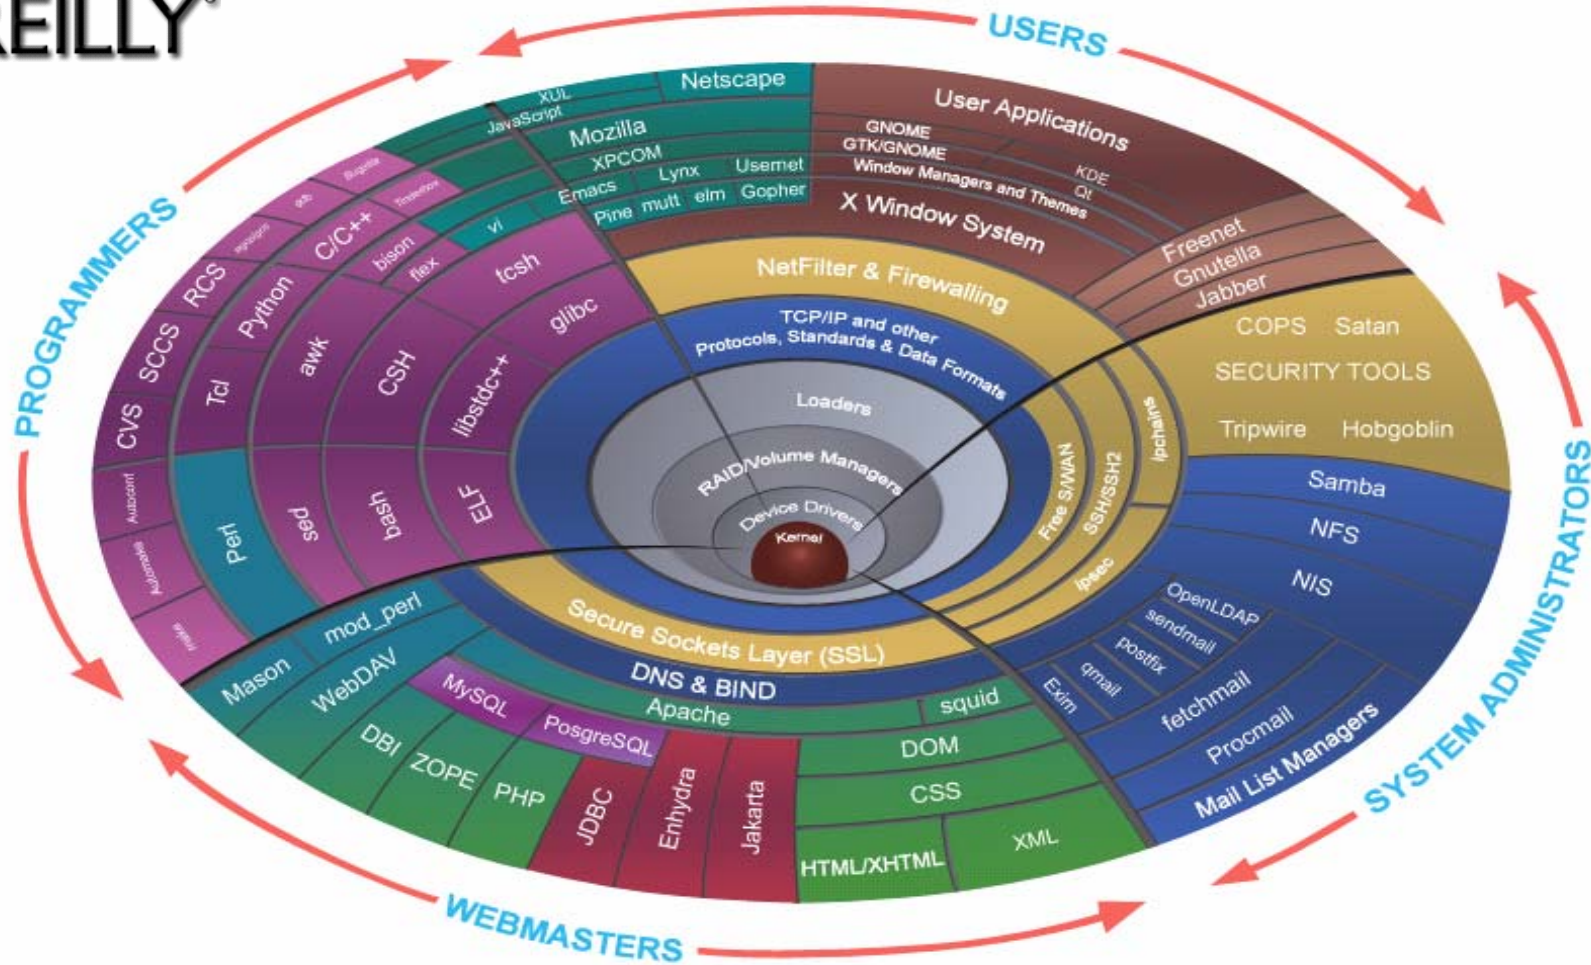 REILLY
USERS
PROGRAMMERS
SYSTEM ADMINISTRATORS
WEBMASTERS
XUL
Netscape
JavaScript
Mozilla
XPCOM
Emacs
Lynx
Usernet
vi
Pine
mutt
elm
Gopher
User Applications
GNOME
KDE
GTK/GNOME
Qt
Window Managers and Themes
X Window System
Freenet
Gnutella
Jabber
NetFilter & Firewalling
TCP/IP and other
Protocols, Standards & Data Formats
Loaders
RAID/Volume Managers
Device Drivers
Kernel
COPS
Satan
SECURITY TOOLS
Tripwire
Hobgoblin
ipchains
SSH/SSH2
Free S/WAN
ipsec
Samba
NFS
NIS
OpenLDAP
sendmail
postfix
qmail
Exim
fetchmail
Procmail
Mail List Managers
Secure Sockets Layer (SSL)
DNS & BIND
Apache
squid
DOM
CSS
HTML/XHTML
XML
Mason
mod_perl
WebDAV
MySQL
PosgreSQL
DBI
ZOPE
PHP
JDBC
Enhydra
Jakarta
C/C++
bison
flex
tcsh
glibc
RCS
Python
awk
CSH
libstdc++
SCCS
Tcl
CVS
Autoconf
Perl
sed
bash
ELF
Automake
make